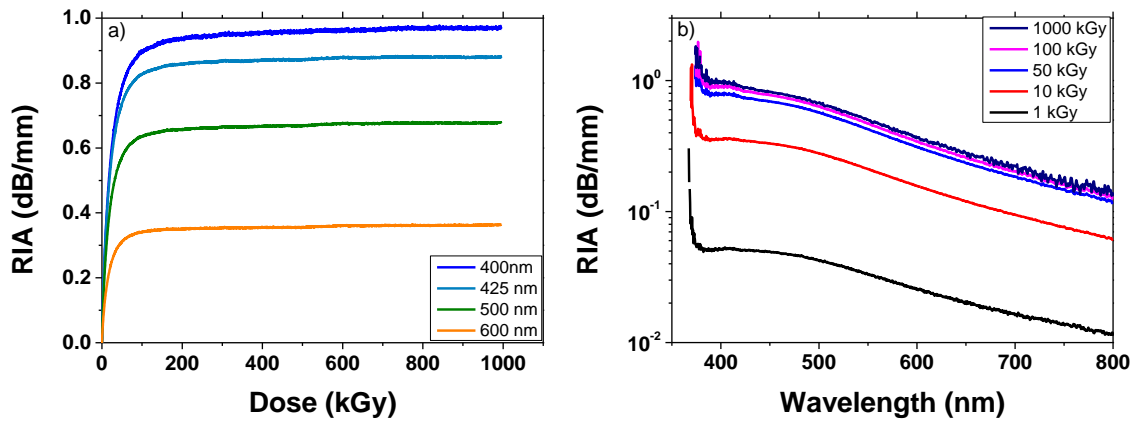 a)
RIA (dB/mm)
1.0
0.8
0.6
0.4
0.2
0.0
0 200 400 600 800 1000
Dose (kGy)
400nm
425 nm
500 nm
600 nm
b)
RIA (dB/mm)
10⁰
10⁻¹
10⁻²
400 500 600 700 800
Wavelength (nm)
1000 kGy
100 kGy
50 kGy
10 kGy
1 kGy